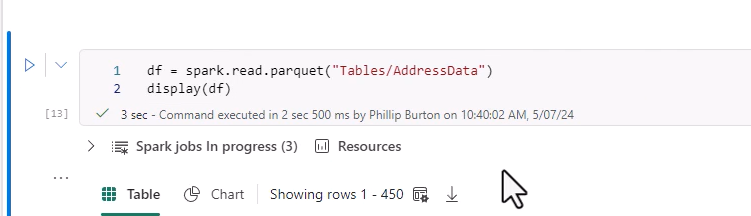 1 df = spark.read.parquet("Tables/AddressData")
2 display(df)
[13] 3 sec - Command executed in 2 sec 500 ms by Phillip Burton on 10:40:02 AM, 5/07/24
Spark jobs In progress (3) Resources
Table Chart Showing rows 1 - 450